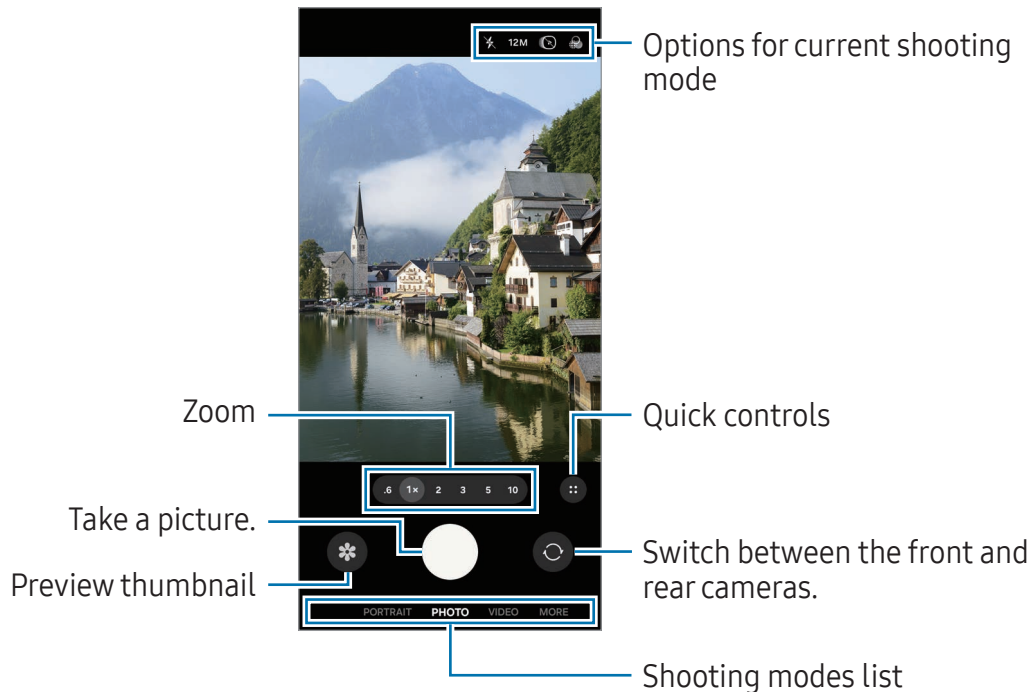 12M
Options for current shooting
mode
Zoom
Quick controls
.6 1× 2 3 5 10
Take a picture.
Switch between the front and
rear cameras.
Preview thumbnail
PORTRAIT PHOTO VIDEO MORE
Shooting modes list